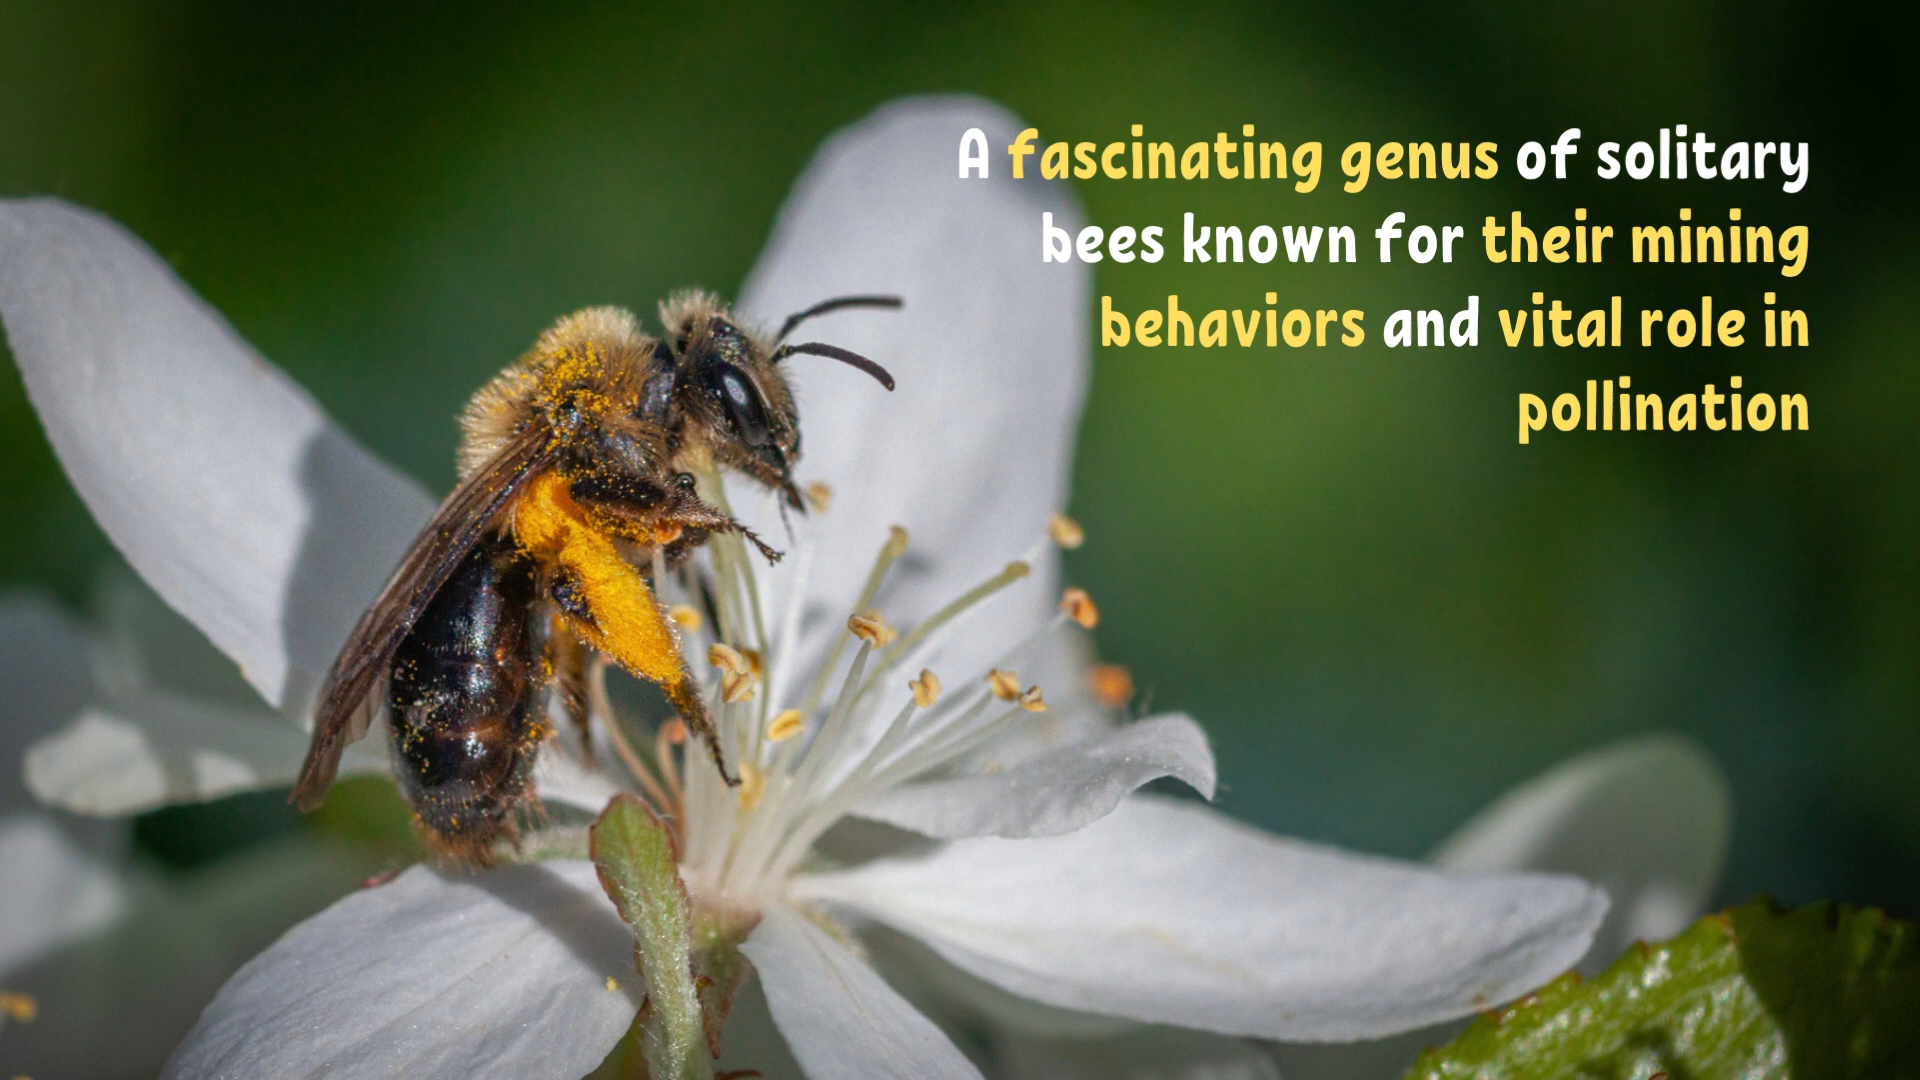 A fascinating genus of solitary
bees known for their mining
behaviors and vital role in
pollination